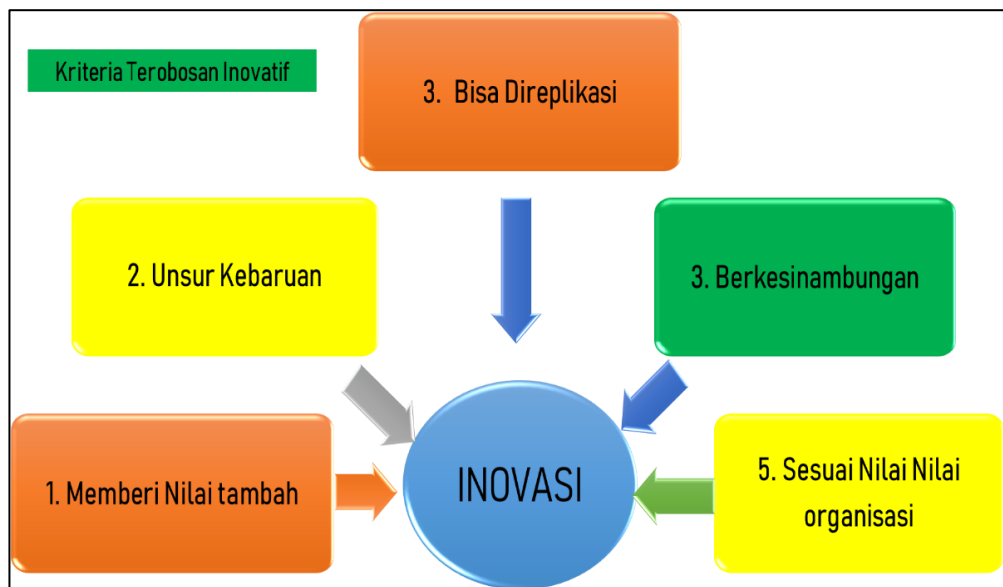 Kriteria Terobosan Inovatif
3. Bisa Direplikasi
2. Unsur Kebaruan
3. Berkesinambungan
1. Memberi Nilai tambah
INOVASI
5. Sesuai Nilai Nilai
organisasi